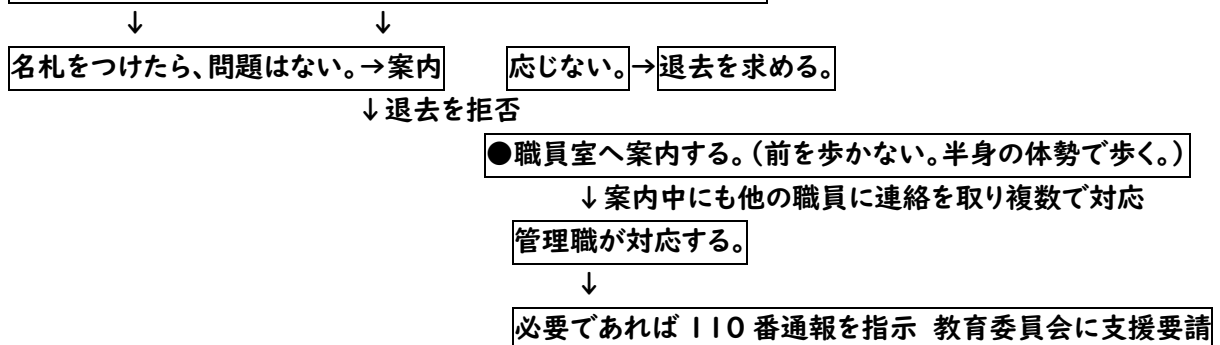 ↓ ↓
名札をつけたら、問題はない。→案内 応じない。→退去を求める。
↓退去を拒否
●職員室へ案内する。(前を歩かない。半身の体勢で歩く。)
↓案内中にも他の職員に連絡を取り複数で対応
管理職が対応する。
↓
必要であれば110番通報を指示 教育委員会に支援要請